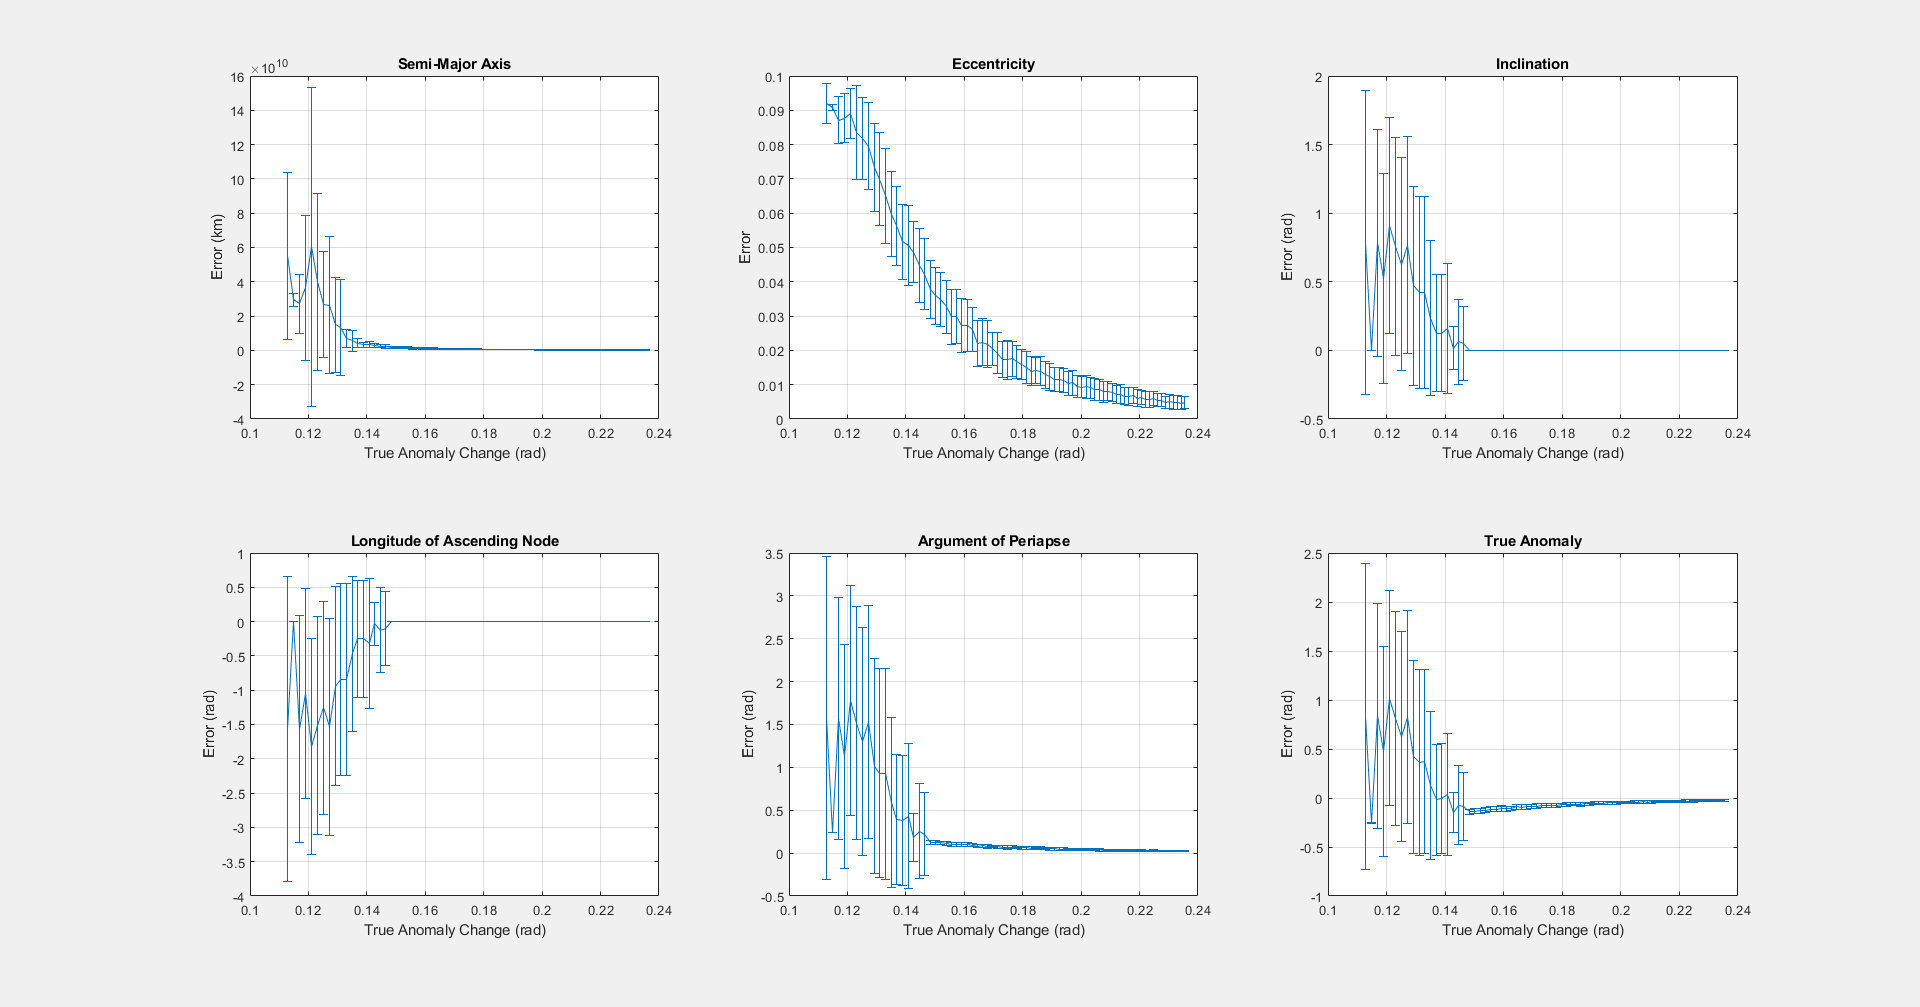 Semi-Major Axis
×10^10
16
14
12
10
8
6
4
2
0
-2
-4
Error (km)
0.1 0.12 0.14 0.16 0.18 0.2 0.22 0.24
True Anomaly Change (rad)
Eccentricity
0.1
0.09
0.08
0.07
0.06
0.05
0.04
0.03
0.02
0.01
0
Error
0.1 0.12 0.14 0.16 0.18 0.2 0.22 0.24
True Anomaly Change (rad)
Inclination
2
1.5
1
0.5
0
-0.5
Error (rad)
0.1 0.12 0.14 0.16 0.18 0.2 0.22 0.24
True Anomaly Change (rad)
Longitude of Ascending Node
1
0.5
0
-0.5
-1
-1.5
-2
-2.5
-3
-3.5
-4
Error (rad)
0.1 0.12 0.14 0.16 0.18 0.2 0.22 0.24
True Anomaly Change (rad)
Argument of Periapse
3.5
3
2.5
2
1.5
1
0.5
0
-0.5
Error (rad)
0.1 0.12 0.14 0.16 0.18 0.2 0.22 0.24
True Anomaly Change (rad)
True Anomaly
2.5
2
1.5
1
0.5
0
-0.5
-1
Error (rad)
0.1 0.12 0.14 0.16 0.18 0.2 0.22 0.24
True Anomaly Change (rad)